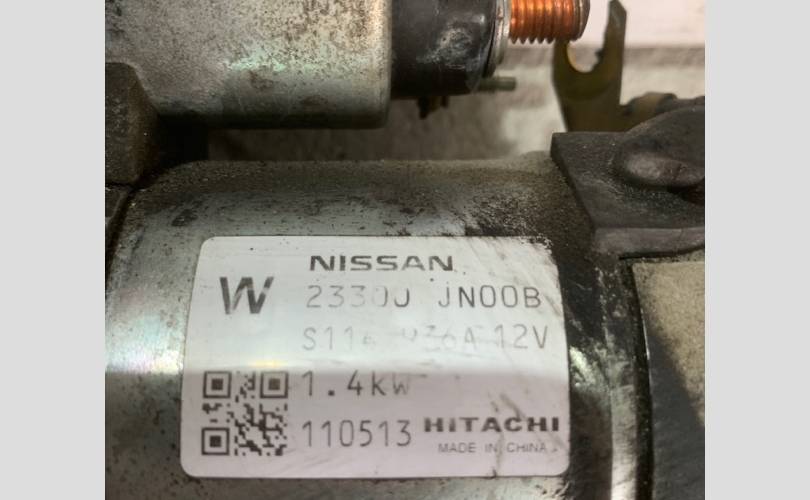 NISSAN
W 23300 JN00B
12V
1.4kW
110513 HITACHI
MADE IN CHINA